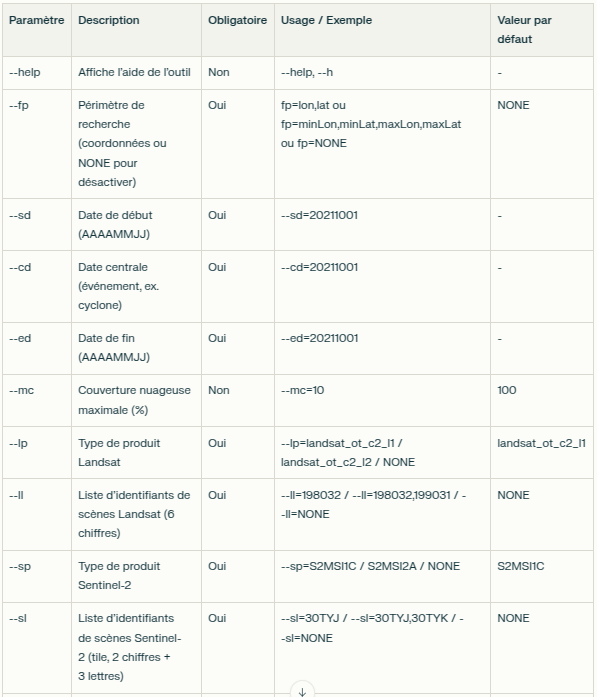 Paramètre Description Obligatoire Usage / Exemple Valeur par
défaut
--help Affiche l'aide de l'outil Non --help, --h -
--fp Périmètre de Oui fp=lon,lat ou NONE
recherche fp=minLon,minLat,maxLon,maxLat
(coordonnées ou ou fp=NONE
NONE pour
désactiver)
--sd Date de début Oui --sd=20211001 -
(AAAAMMJJ)
--cd Date centrale Oui --cd=20211001 -
(événement, ex.
cyclone)
--ed Date de fin Oui --ed=20211001 -
(AAAAMMJJ)
--mc Couverture nuageuse Non --mc=10 100
maximale (%)
--lp Type de produit Oui --lp=landsat_ot_c2_l1 / landsat_ot_c2_l1
Landsat landsat_ot_c2_l2 / NONE
--ll Liste d'identifiants de Oui --ll=198032 / --ll=198032,199031 / - NONE
scènes Landsat (6 -ll=NONE
chiffres)
--sp Type de produit Oui --sp=S2MSI1C / S2MSI2A / NONE S2MSI1C
Sentinel-2
--sl Liste d'identifiants Oui --sl=30TYJ / --sl=30TYJ,30TYK / - NONE
de scènes Sentinel- -sl=NONE
2 (tile, 2 chiffres +
3 lettres)